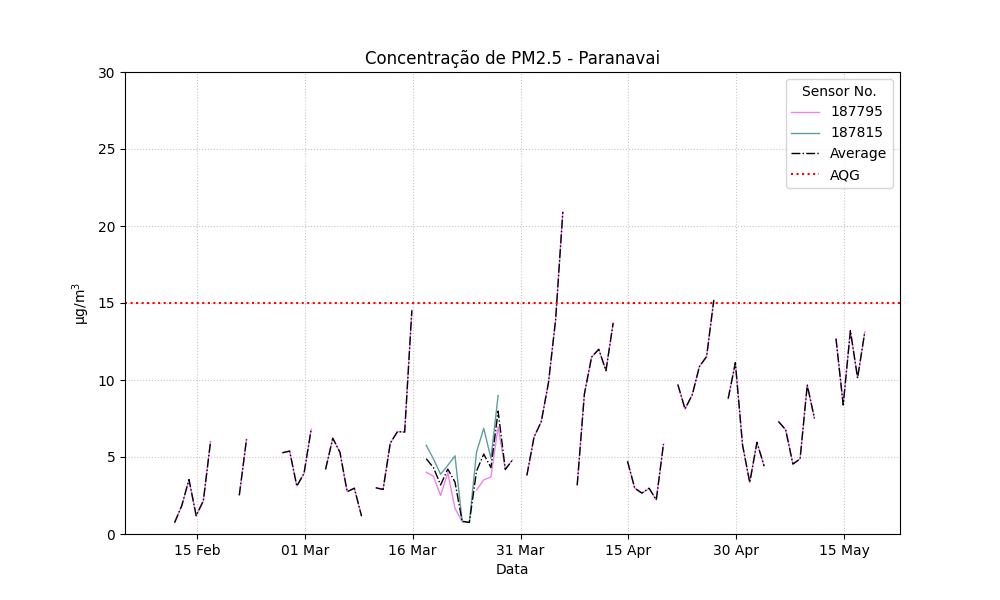 Concentração de PM2.5 - Paranavai
30
25
20
15
10
5
0
µg/m³
Sensor No.
187795
187815
Average
AQG
15 Feb
01 Mar
16 Mar
31 Mar
15 Apr
30 Apr
15 May
Data